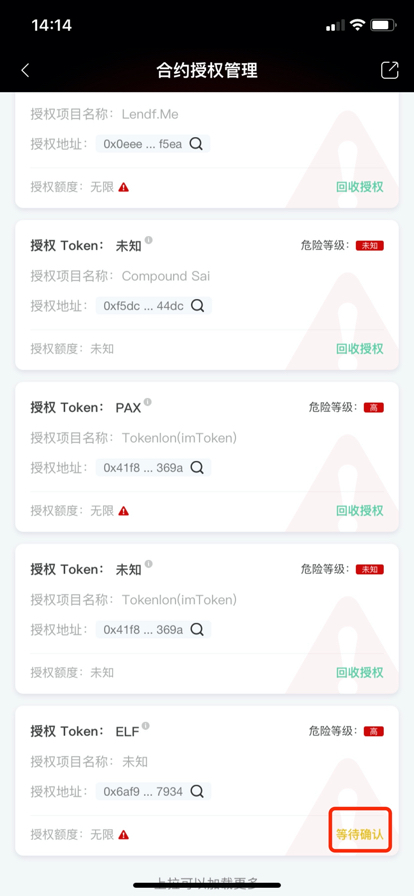 14:14
合约授权管理
授权项目名称： Lendf.Me
授权地址： 0x0eee ... f5ea
授权额度： 无限 回收授权
授权 Token： 未知 危险等级： 未知
授权项目名称： Compound Sai
授权地址： 0xf5dc ... 44dc
授权额度： 未知 回收授权
授权 Token： PAX 危险等级： 高
授权项目名称： Tokenlon(imToken)
授权地址： 0x41f8 ... 369a
授权额度： 无限 回收授权
授权 Token： 未知 危险等级： 未知
授权项目名称： Tokenlon(imToken)
授权地址： 0x41f8 ... 369a
授权额度： 未知 回收授权
授权 Token： ELF 危险等级： 高
授权项目名称： 未知
授权地址： 0x6af9 ... 7934
授权额度： 无限 等待确认
上拉可以加载更多